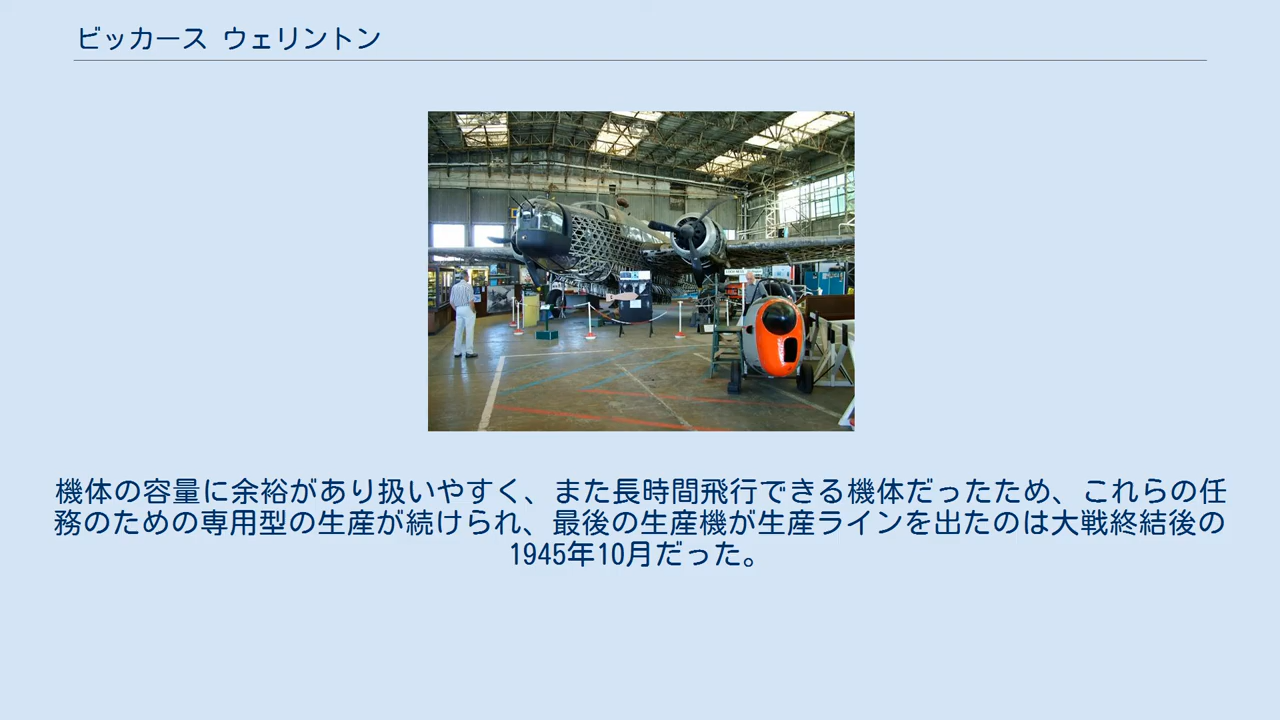 ビッカース ウェリントン
機体の容量に余裕があり扱いやすく、また長時間飛行できる機体だったため、これらの任
務のための専用型の生産が続けられ、最後の生産機が生産ラインを出たのは大戦終結後の
1945年10月だった。